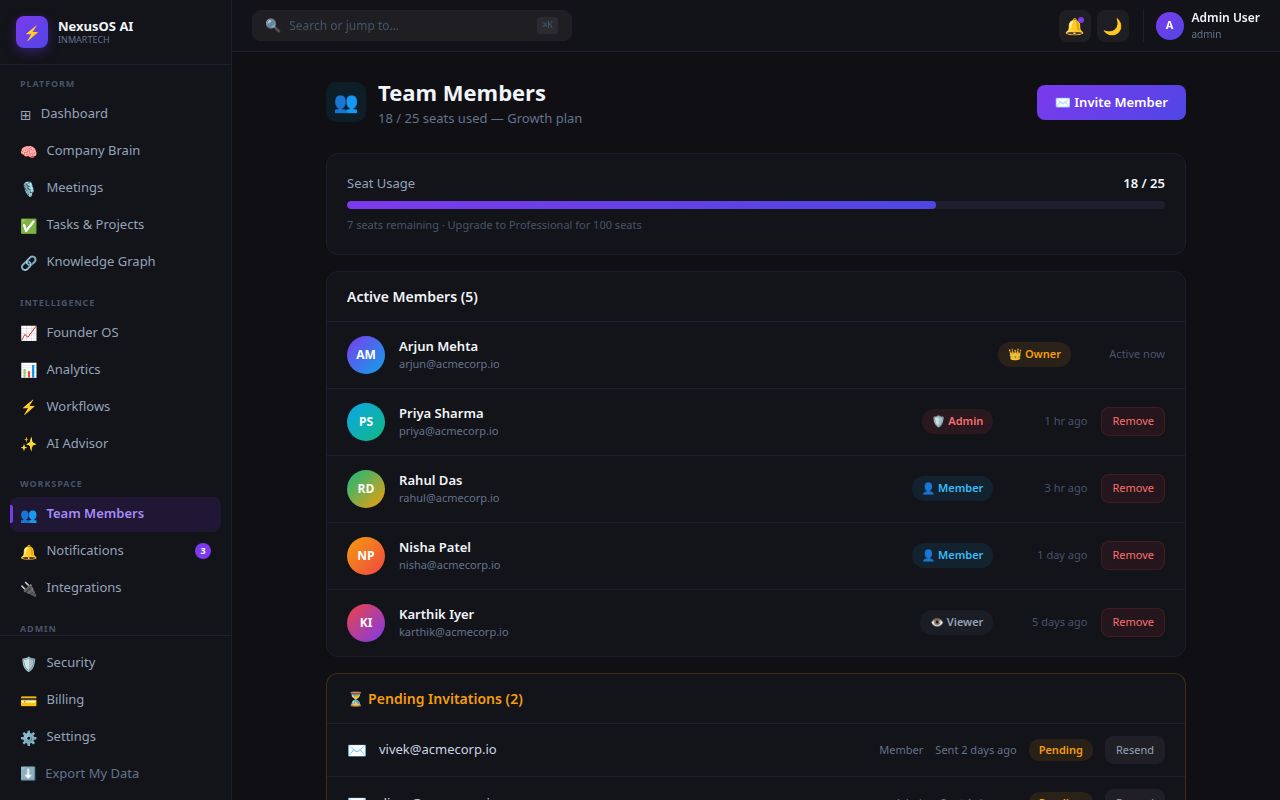 NexusOS AI
INMARTECH
Search or jump to...
⌘K
A
Admin User
admin
PLATFORM
Dashboard
Company Brain
Meetings
Tasks & Projects
Knowledge Graph
INTELLIGENCE
Founder OS
Analytics
Workflows
AI Advisor
WORKSPACE
Team Members
Notifications 3
Integrations
ADMIN
Security
Billing
Settings
Export My Data
Team Members
18 / 25 seats used — Growth plan
Invite Member
Seat Usage 18 / 25
7 seats remaining · Upgrade to Professional for 100 seats
Active Members (5)
AM Arjun Mehta Owner Active now
arjun@acmecorp.io
PS Priya Sharma Admin 1 hr ago Remove
priya@acmecorp.io
RD Rahul Das Member 3 hr ago Remove
rahul@acmecorp.io
NP Nisha Patel Member 1 day ago Remove
nisha@acmecorp.io
KI Karthik Iyer Viewer 5 days ago Remove
karthik@acmecorp.io
Pending Invitations (2)
vivek@acmecorp.io Member Sent 2 days ago Pending Resend